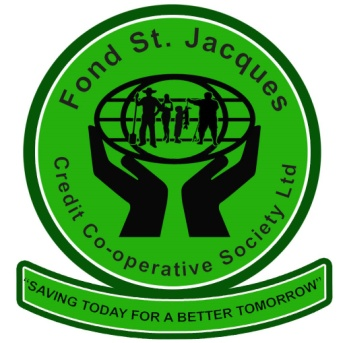 Fond St. Jacques
Credit Co-operative Society Ltd
"SAVING TODAY FOR A BETTER TOMORROW"